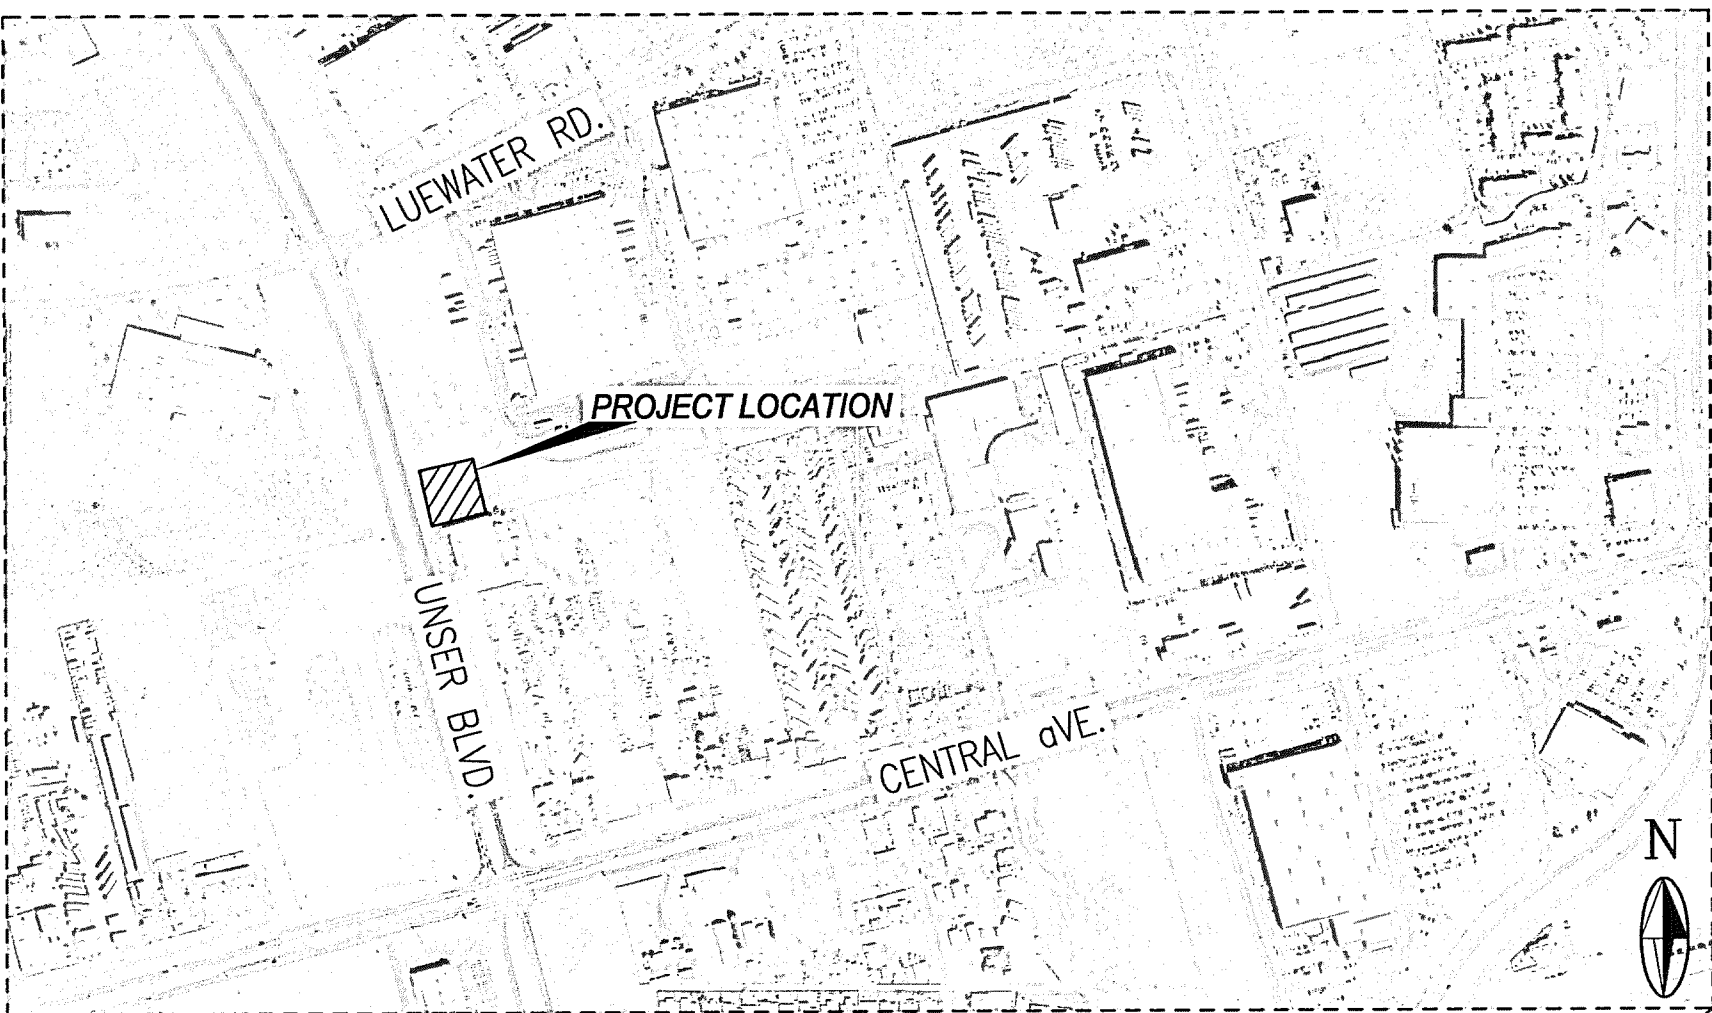 LUEWATER RD.
PROJECT LOCATION
UNSER BLVD.
CENTRAL aVE.
N